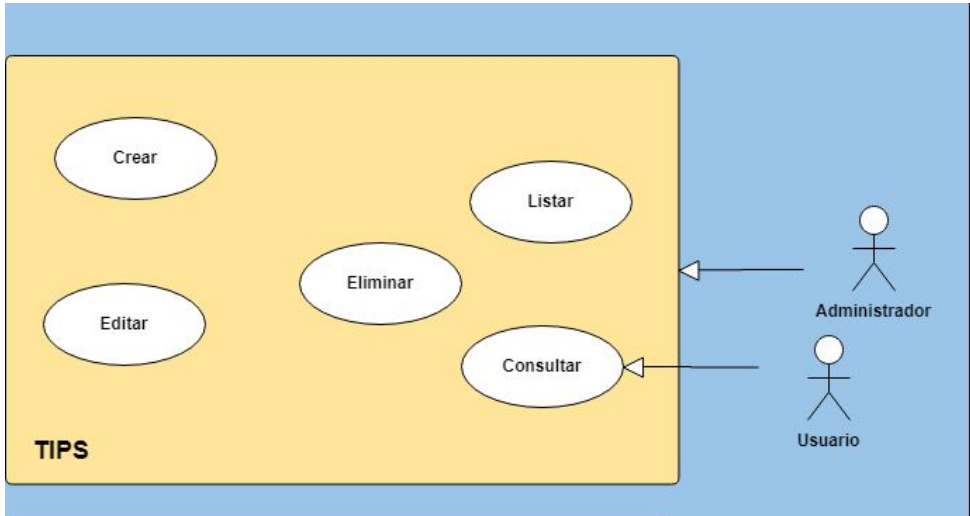 Crear
Listar
Eliminar
Editar
Consultar
Administrador
Usuario
TIPS